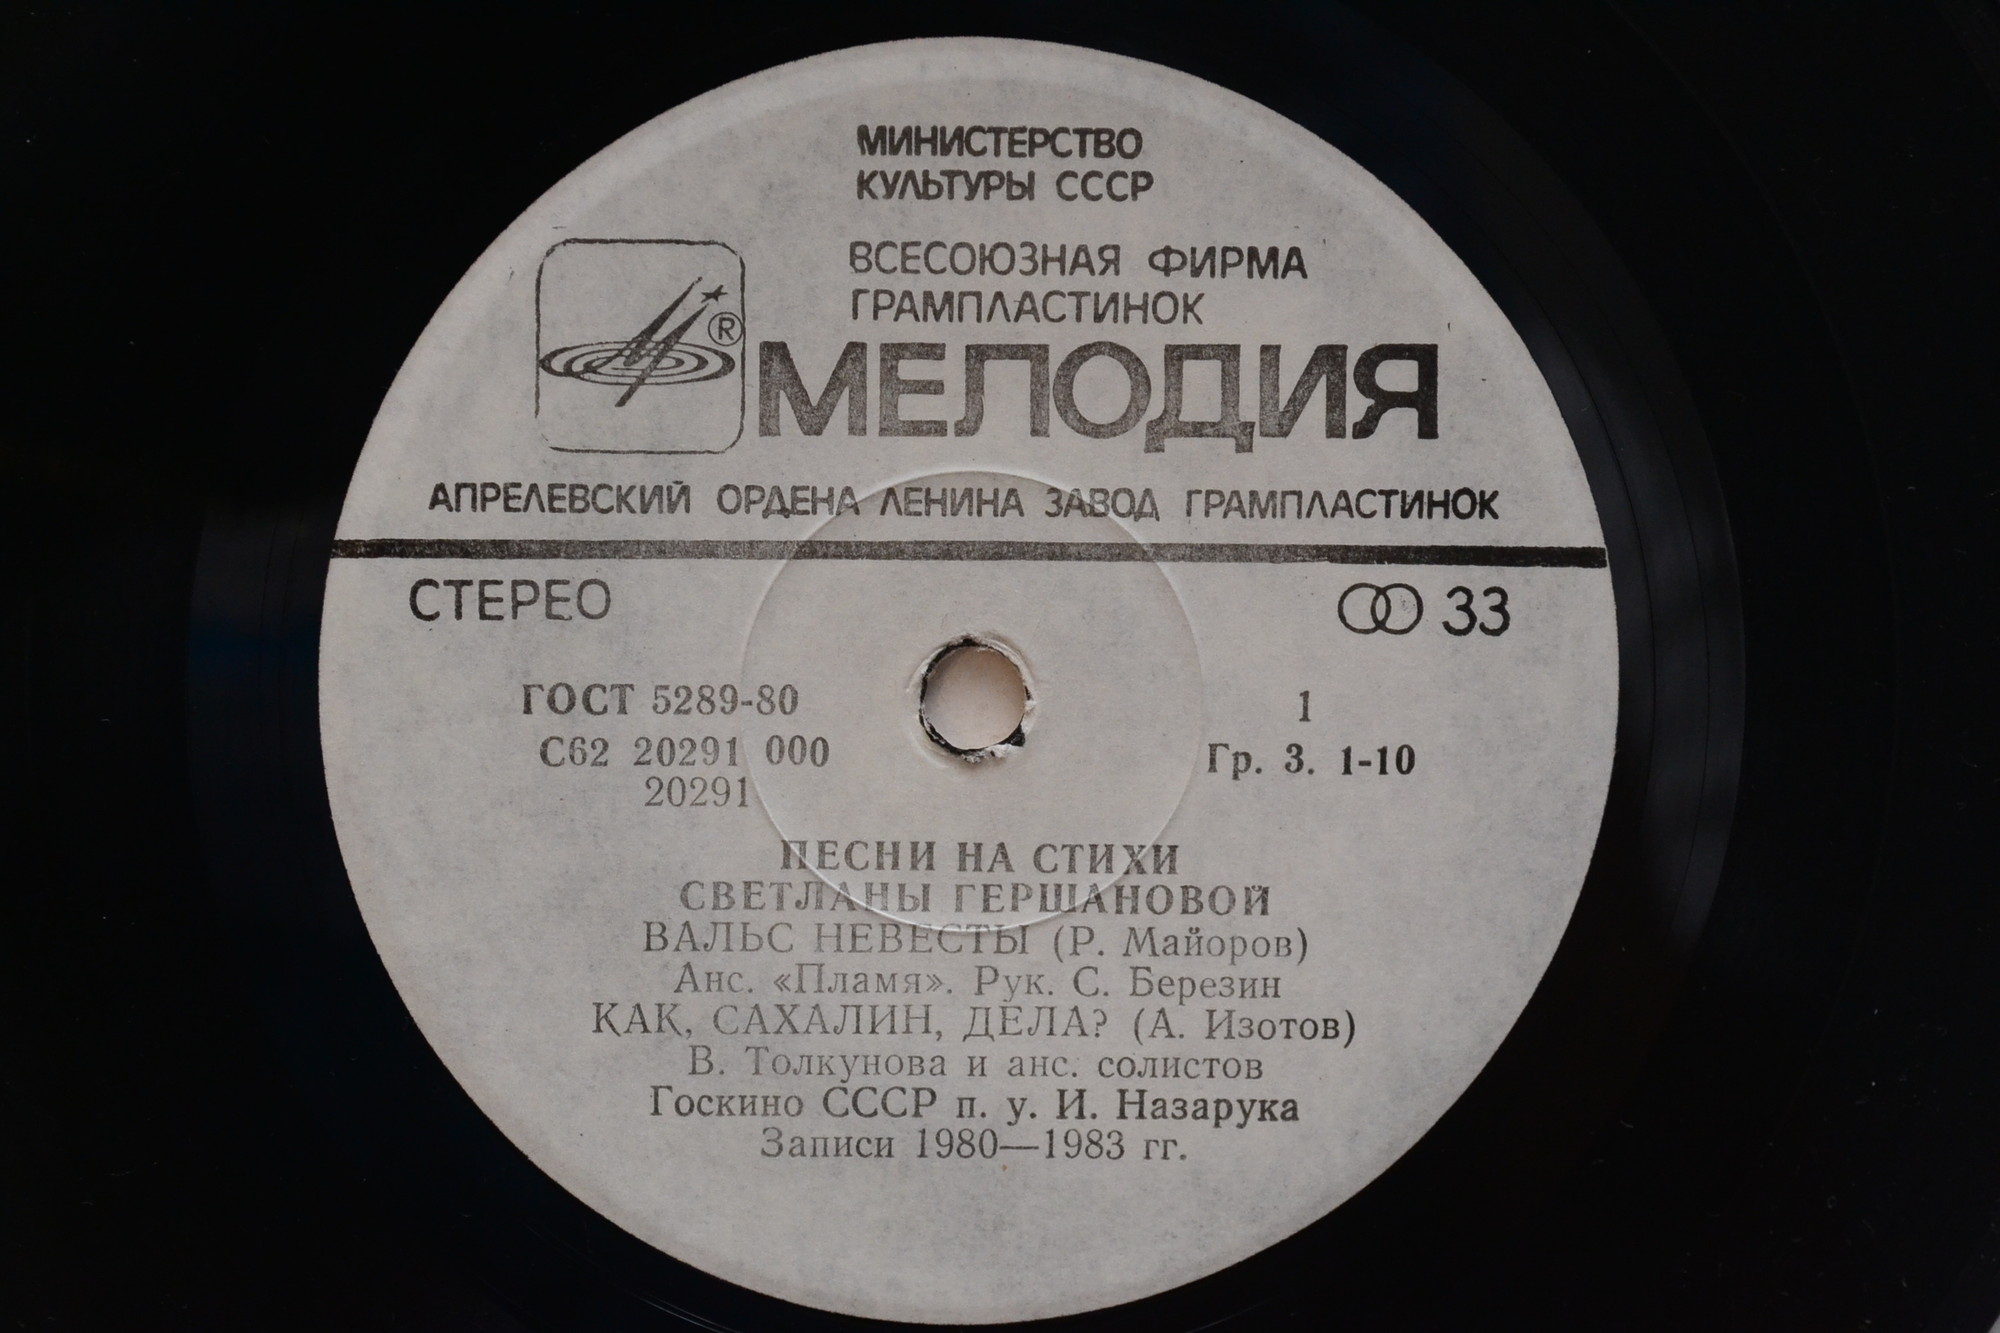 МИНИСТЕРСТВО
КУЛЬТУРЫ СССР
ВСЕСОЮЗНАЯ ФИРМА
ГРАМПЛАСТИНОК
®
МЕЛОДИЯ
АПРЕЛЕВСКИЙ ОРДЕНА ЛЕНИНА ЗАВОД ГРАМПЛАСТИНОК
СТЕРЕО
33
ГОСТ 5289-80
1
С62 20291 000
Гр. 3. 1-10
20291
ПЕСНИ НА СТИХИ
СВЕТЛАНЫ ГЕРШАНОВОЙ
ВАЛЬС НЕВЕСТЫ (Р. Майоров)
Анс. «Пламя». Рук. С. Березин
КАК, САХАЛИН, ДЕЛА? (А. Изотов)
В. Толкунова и анс. солистов
Госкино СССР п. у. И. Назарука
Записи 1980—1983 гг.